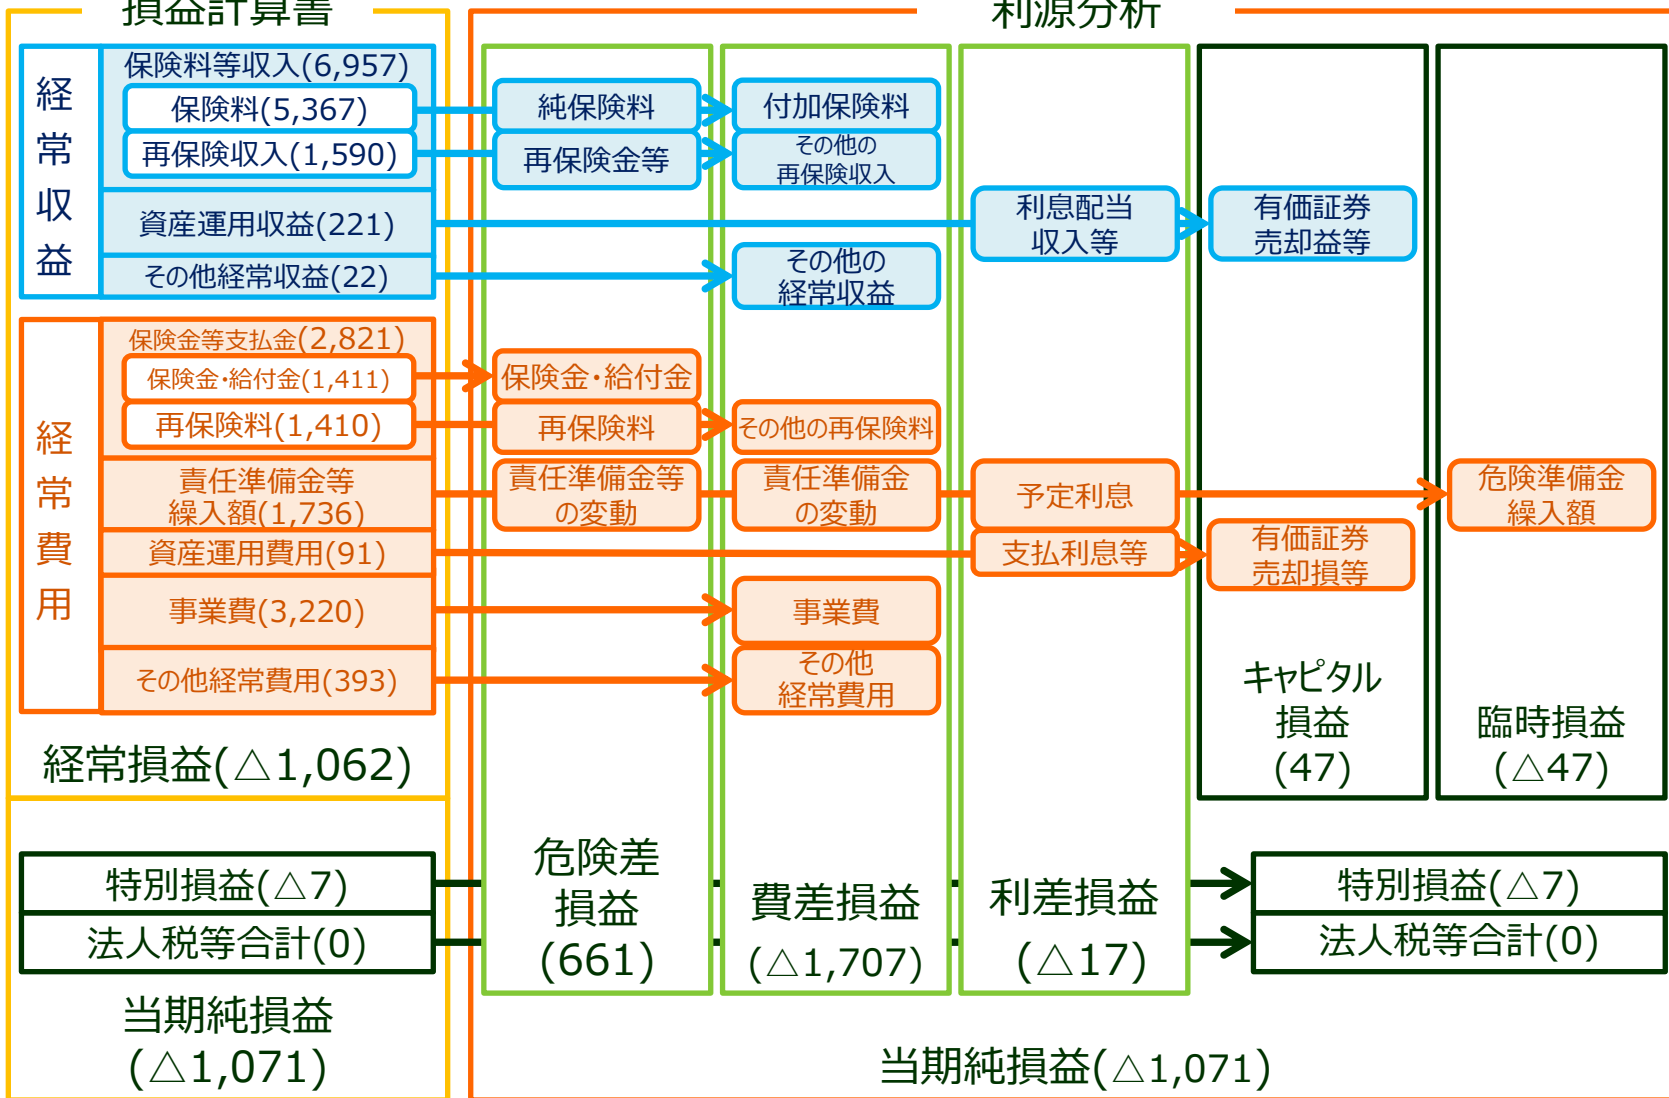 損益計算書
利源分析
経
常
収
益
保険料等収入(6,957)
保険料(5,367)
再保険収入(1,590)
資産運用収益(221)
その他経常収益(22)
純保険料
付加保険料
再保険金等
その他の
再保険収入
利息配当
収入等
有価証券
売却益等
その他の
経常収益
経
常
費
用
保険金等支払金(2,821)
保険金・給付金(1,411)
再保険料(1,410)
責任準備金等
繰入額(1,736)
資産運用費用(91)
事業費(3,220)
その他経常費用(393)
保険金・給付金
再保険料
その他の再保険料
責任準備金等
の変動
責任準備金
の変動
予定利息
危険準備金
繰入額
支払利息等
有価証券
売却損等
事業費
その他
経常費用
経常損益(△1,062)
キャピタル
損益
(47)
臨時損益
(△47)
特別損益(△7)
法人税等合計(0)
危険差
損益
(661)
費差損益
(△1,707)
利差損益
(△17)
特別損益(△7)
法人税等合計(0)
当期純損益
(△1,071)
当期純損益(△1,071)